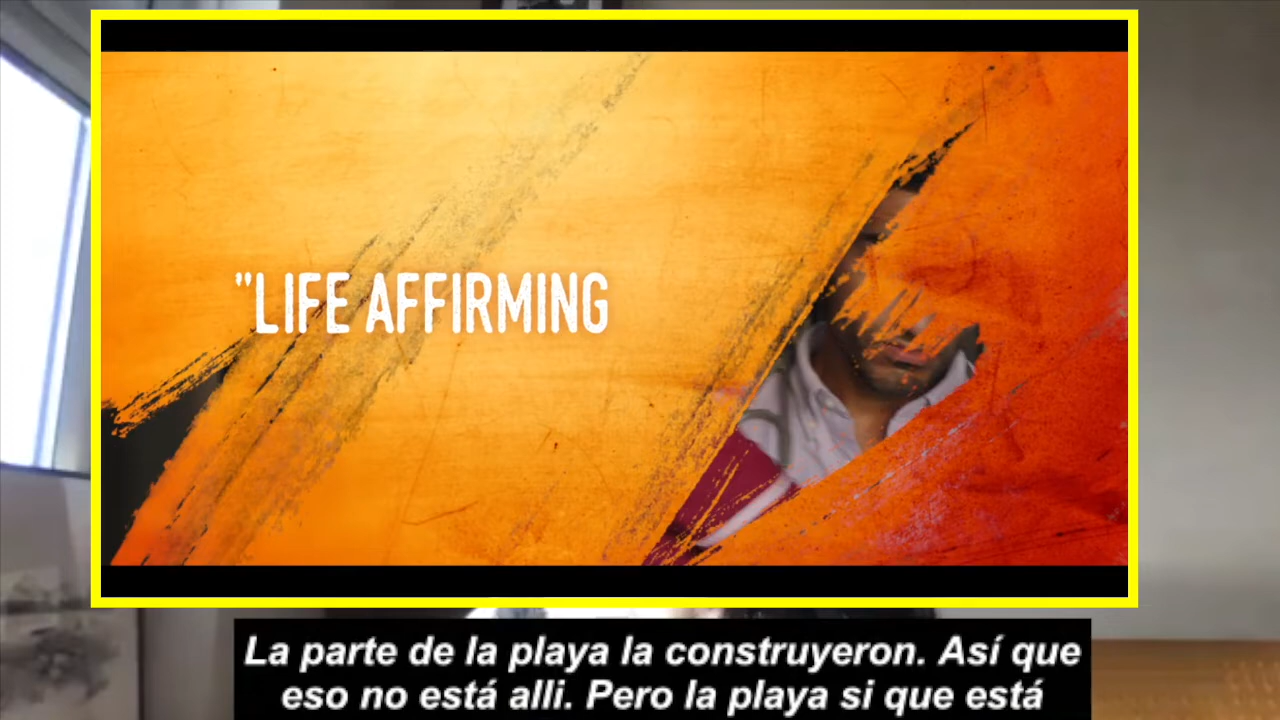 "LIFE AFFIRMING
La parte de la playa la construyeron. Así que
eso no está alli. Pero la playa si que está